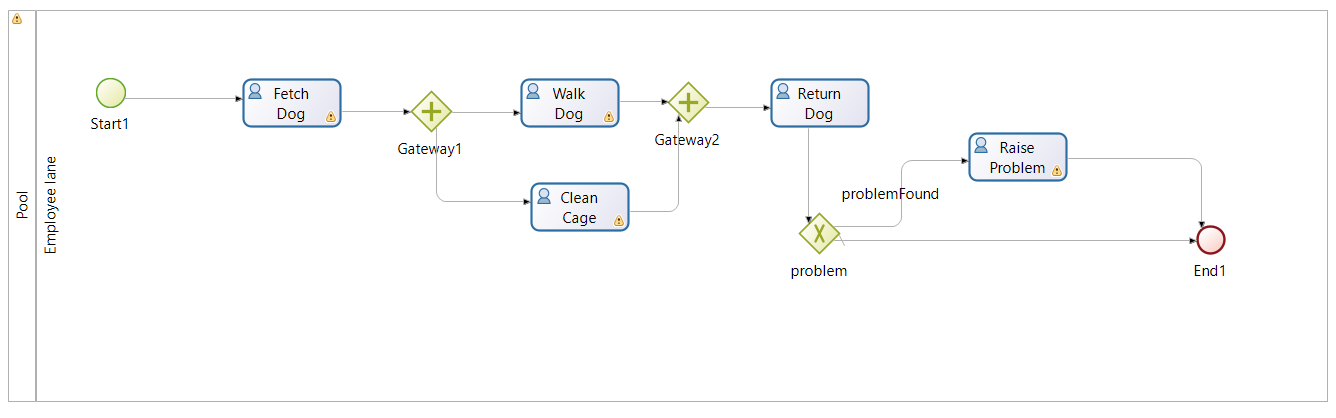 Pool
Employee lane
Start1
Fetch
Dog
Gateway1
Walk
Dog
Clean
Cage
Gateway2
Return
Dog
problem
problemFound
Raise
Problem
End1